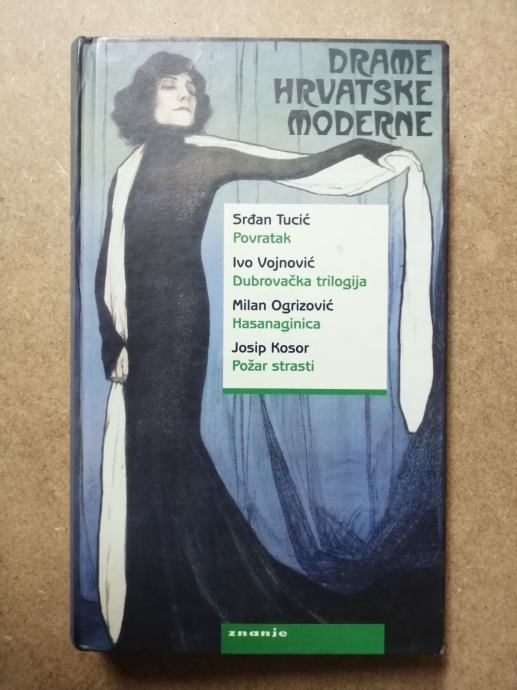 DRAME
HRVATSKE
MODERNE
Srđan Tucić
Povratak
Ivo Vojnović
Dubrovačka trilogija
Milan Ogrizović
Hasanaginica
Josip Kosor
Požar strasti
znanje